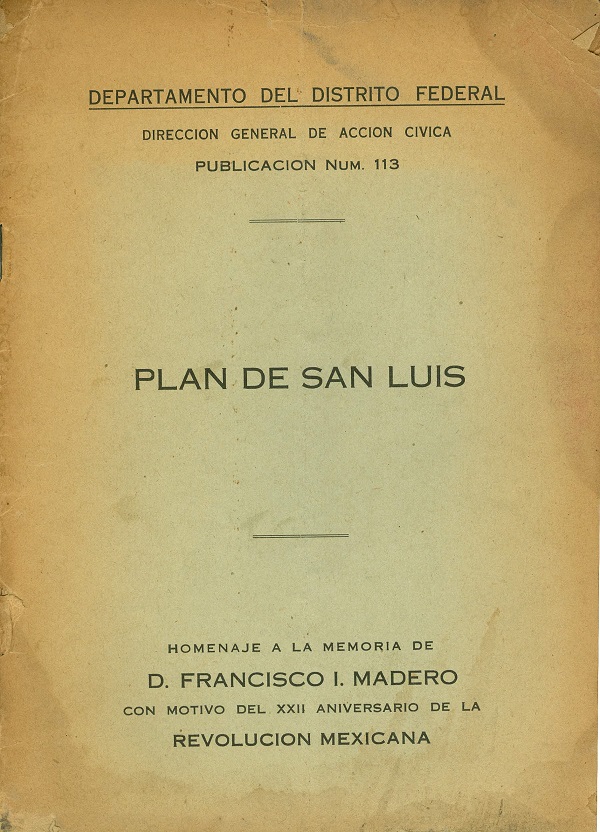 DEPARTAMENTO DEL DISTRITO FEDERAL
DIRECCION GENERAL DE ACCION CIVICA
PUBLICACION NUM. 113
PLAN DE SAN LUIS
HOMENAJE A LA MEMORIA DE
D. FRANCISCO I. MADERO
CON MOTIVO DEL XXII ANIVERSARIO DE LA
REVOLUCION MEXICANA